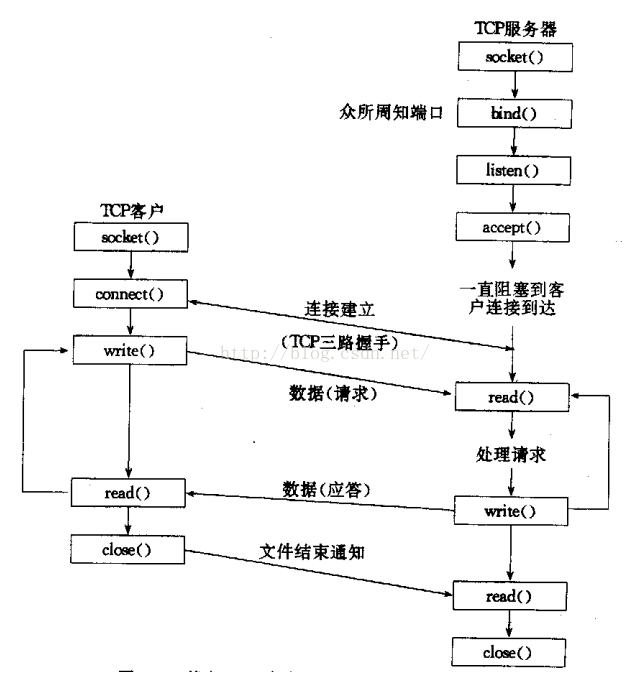 TCP服务器
socket()
众所周知端口
bind()
listen()
accept()
TCP客户
socket()
一直阻塞到客
户连接到达
connect()
连接建立
(TCP三路握手)
write()
http://blog.csdn.net/
数据(请求)
read()
处理请求
read()
数据(应答)
write()
close()
文件结束通知
read()
close()